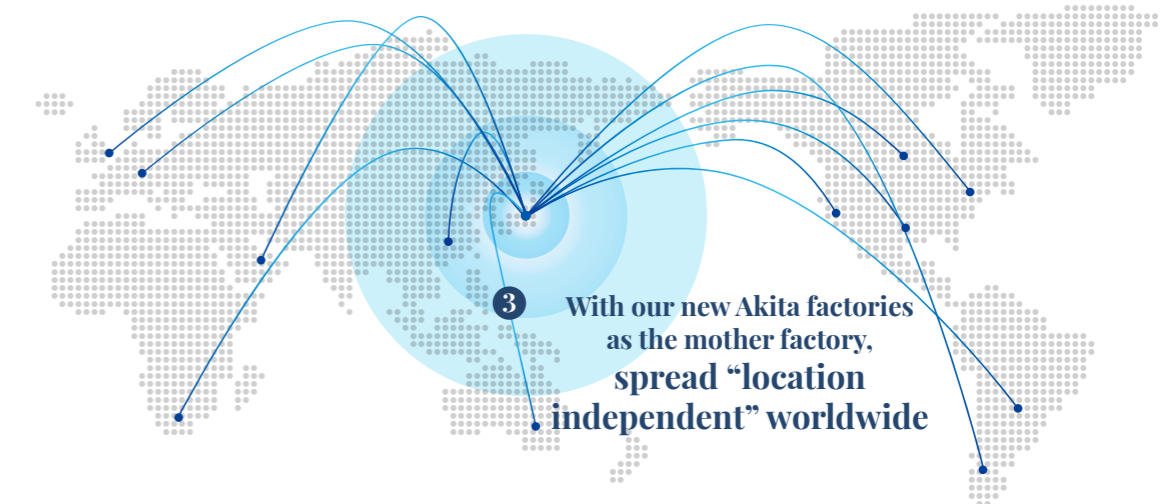 3
With our new Akita factories
as the mother factory,
spread “location
independent” worldwide